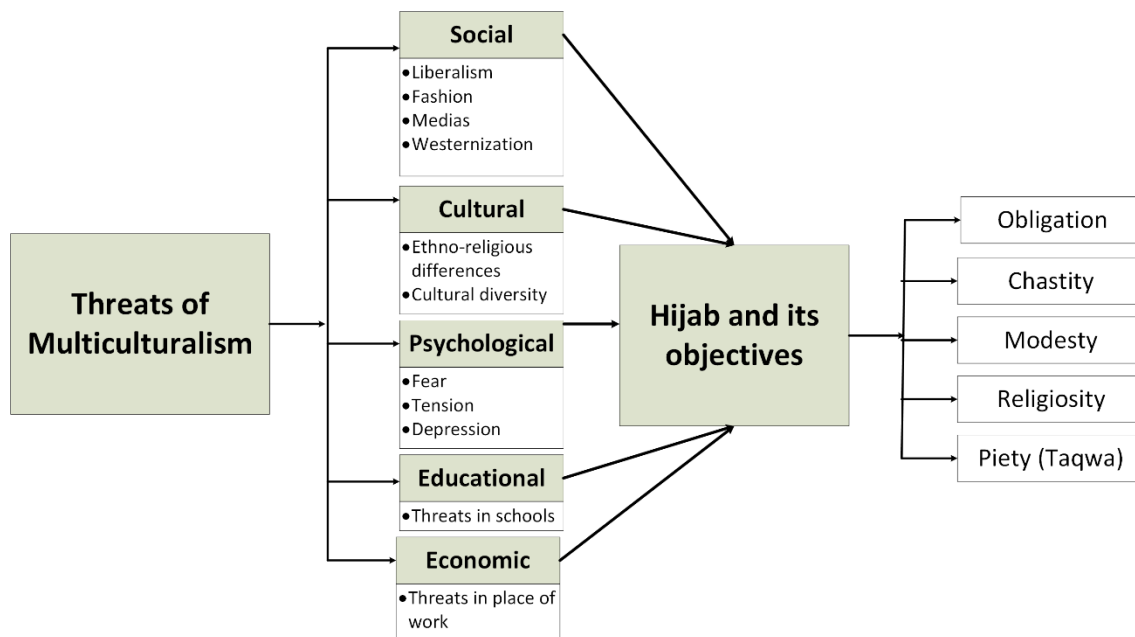 Threats of
Multiculturalism
Social
●Liberalism
●Fashion
●Medias
●Westernization
Cultural
●Ethno-religious
differences
●Cultural diversity
Psychological
●Fear
●Tension
●Depression
Educational
●Threats in schools
Economic
●Threats in place of
work
Hijab and its
objectives
Obligation
Chastity
Modesty
Religiosity
Piety (Taqwa)